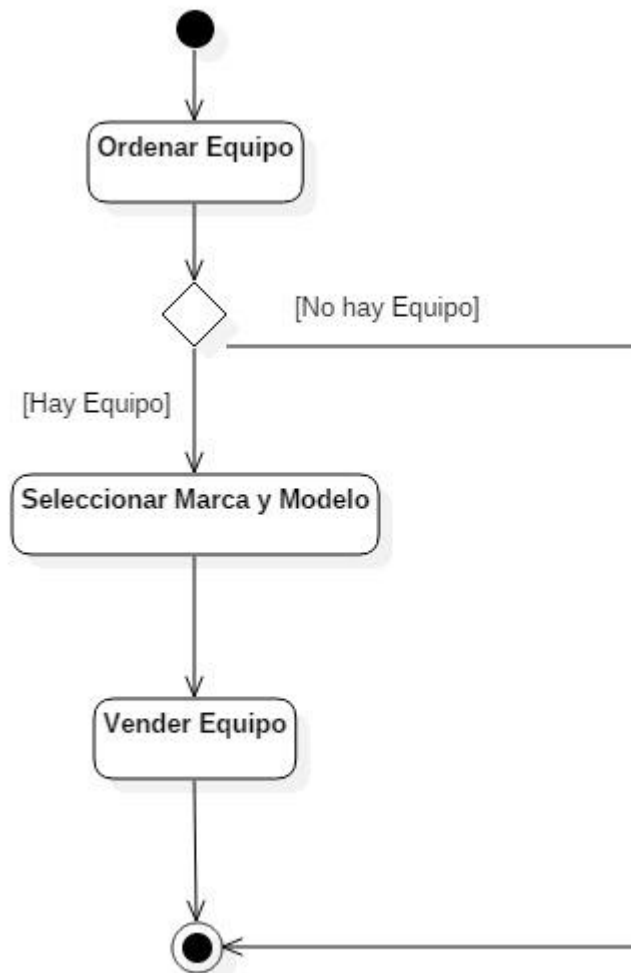 Ordenar Equipo
[No hay Equipo]
[Hay Equipo]
Seleccionar Marca y Modelo
Vender Equipo